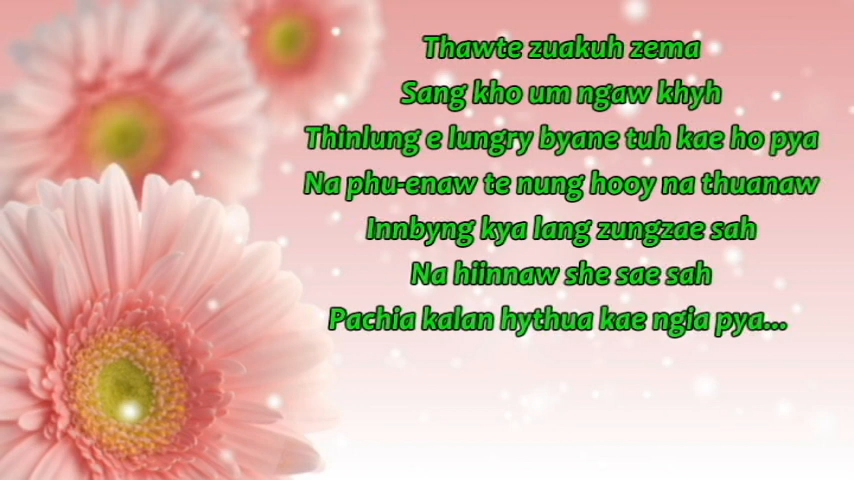 Thawte zuakuh zema
Sang kho um ngaw khyh
Thinlung e lungry byane tuh kae ho pya
Na phu-enaw te nung hooy na thuanaw
Innbyng kya lang zungzae sah
Na hiinnaw she sae sah
Pachia kalan hythua kae ngia pya...